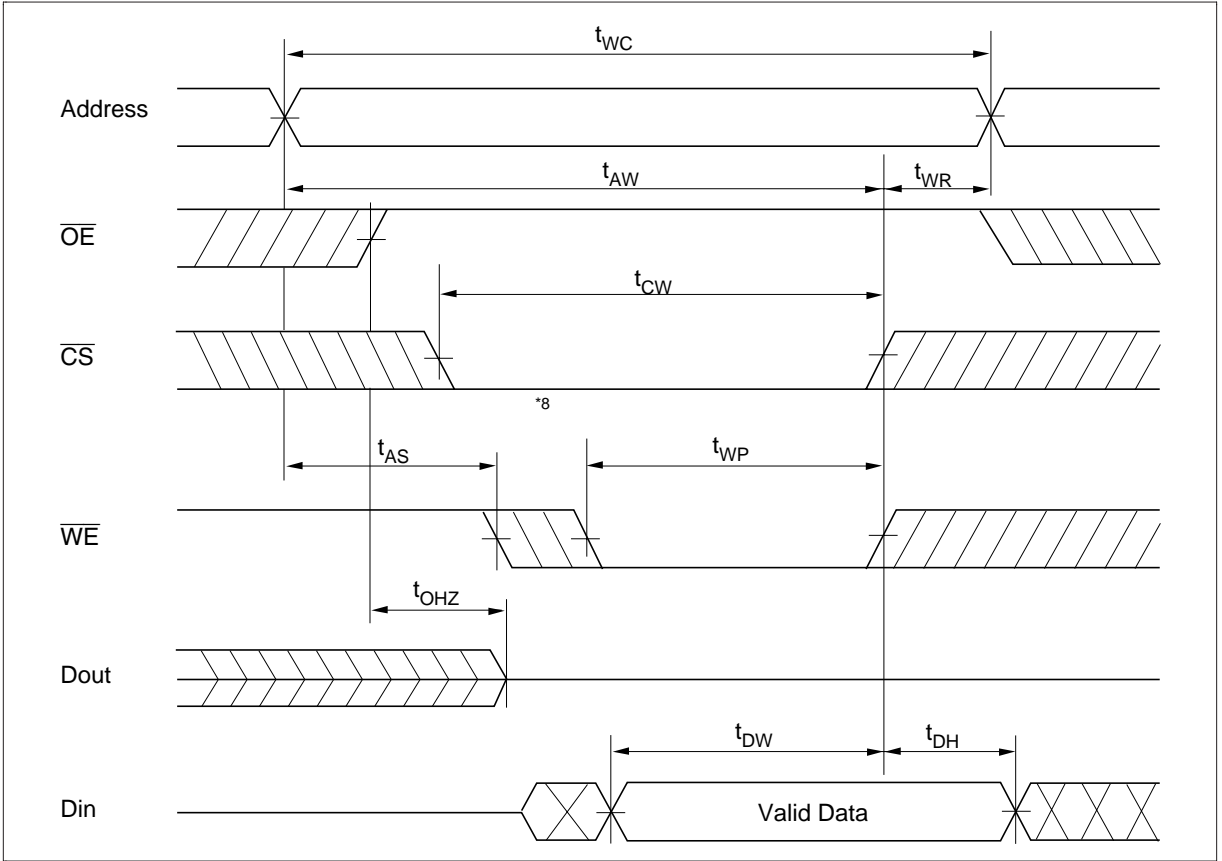 tWC
Address
tAW
tWR
OE
tCW
CS
*8
tAS
tWP
WE
tOHZ
Dout
tDW
tDH
Din
Valid Data